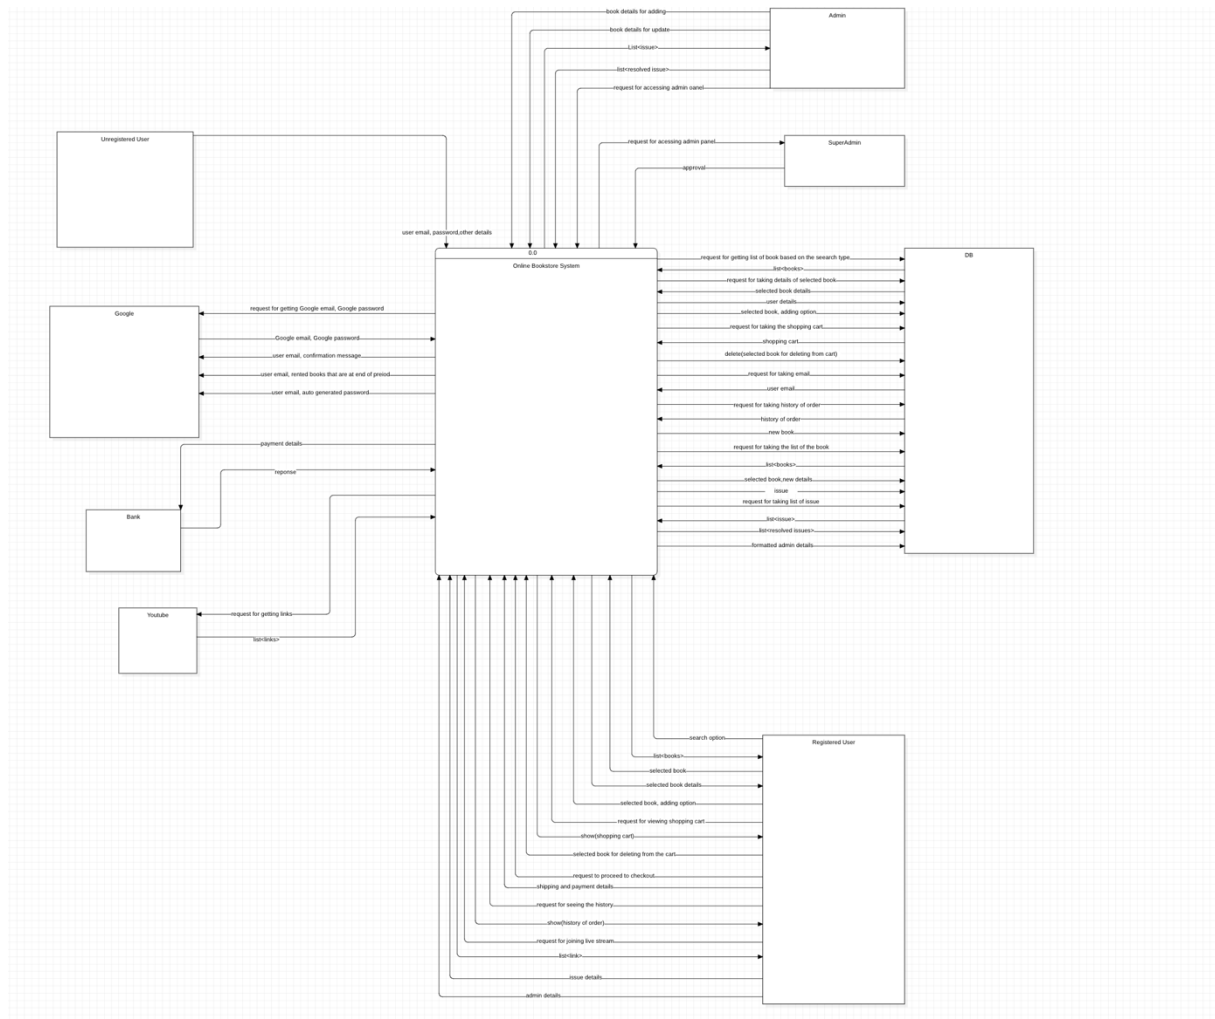 book details for adding
Admin
book details for update
List<issue>
list<resolved issue>
request for accessing admin panel
Unregistered User
request for acessing admin panel
SuperAdmin
approval
user email, password,other details
0.0
Online Bookstore System
DB
request for getting list of book based on the search type
list<books>
request for taking details of selected book
selected book details
user details
selected book, adding option
request for taking the shopping cart
shopping cart
delete(selected book for deleting from cart)
request for taking email
user email
request for taking history of order
history of order
new book
request for taking the list of the book
list<books>
selected book,new details
issue
request for taking list of issue
list<issue>
list<resolved issues>
formatted admin details
Google
request for getting Google email, Google password
Google email, Google password
user email, confirmation message
user email, rented books that are at end of preiod
user email, auto generated password
payment details
reponse
Bank
Youtube
request for getting links
list<links>
Registered User
search option
list<books>
selected book
selected book details
selected book, adding option
request for viewing shopping cart
show(shopping cart)
selected book for deleting from the cart
request to proceed to checkout
shipping and payment details
request for seeing the history
show(history of order)
request for joining live stream
list<link>
issue details
admin details